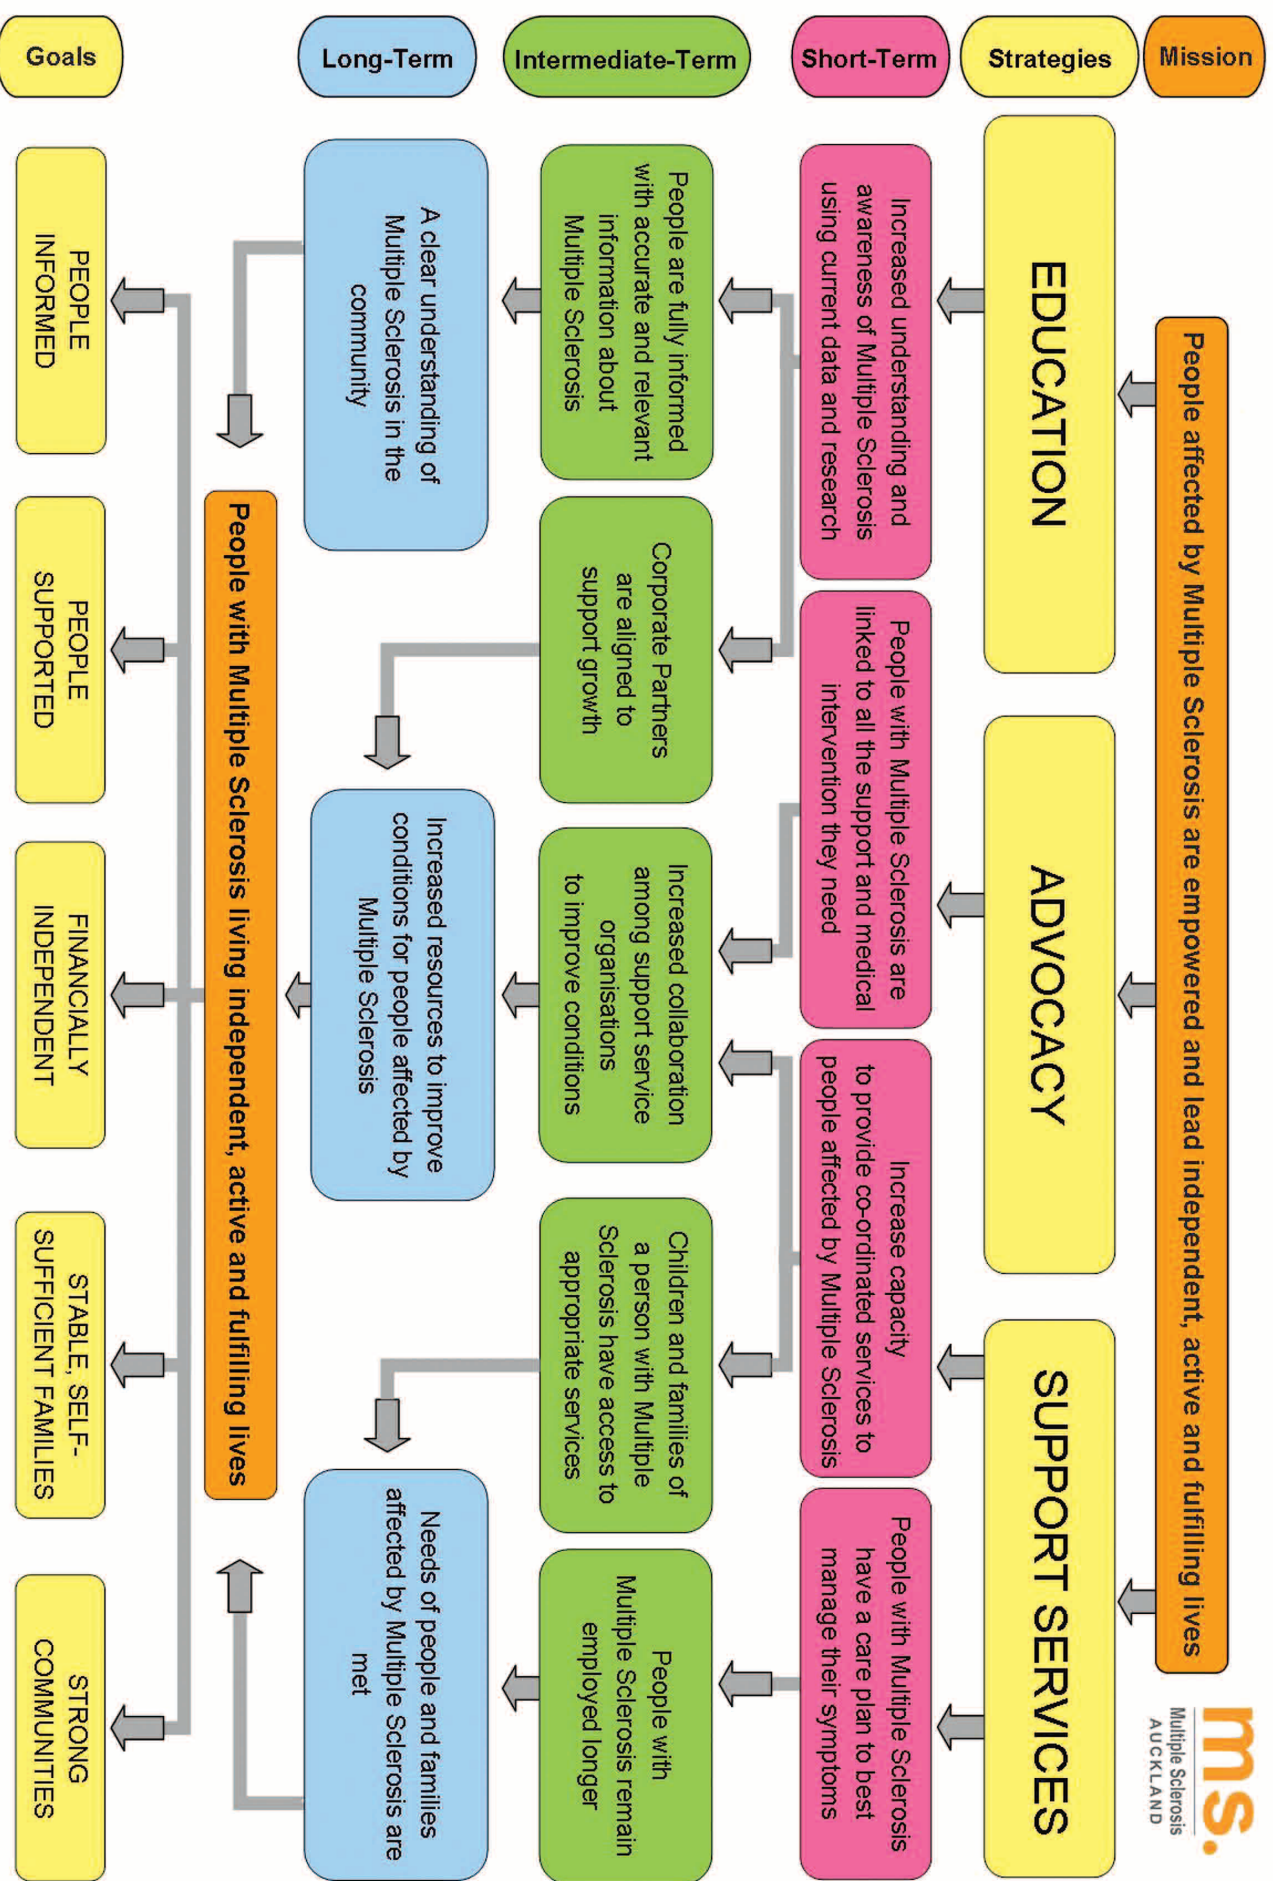 Mission
People affected by Multiple Sclerosis are empowered and lead independent, active and fulfilling lives
ms.
Multiple Sclerosis
AUCKLAND
Strategies
EDUCATION
ADVOCACY
SUPPORT SERVICES
Short-Term
Increased understanding and
awareness of Multiple Sclerosis
using current data and research
People with Multiple Sclerosis are
linked to all the support and medical
intervention they need
Increase capacity
to provide co-ordinated services to
people affected by Multiple Sclerosis
People with Multiple Sclerosis
have a care plan to best
manage their symptoms
Intermediate-Term
People are fully informed
with accurate and relevant
information about
Multiple Sclerosis
Corporate Partners
are aligned to
support growth
Increased collaboration
among support service
organisations
to improve conditions
Children and families of
a person with Multiple
Sclerosis have access to
appropriate services
People with
Multiple Sclerosis remain
employed longer
Long-Term
A clear understanding of
Multiple Sclerosis in the
community
Increased resources to improve
conditions for people affected by
Multiple Sclerosis
Needs of people and families
affected by Multiple Sclerosis are
met
People with Multiple Sclerosis living independent, active and fulfilling lives
Goals
PEOPLE
INFORMED
PEOPLE
SUPPORTED
FINANCIALLY
INDEPENDENT
STABLE, SELF-
SUFFICIENT FAMILIES
STRONG
COMMUNITIES